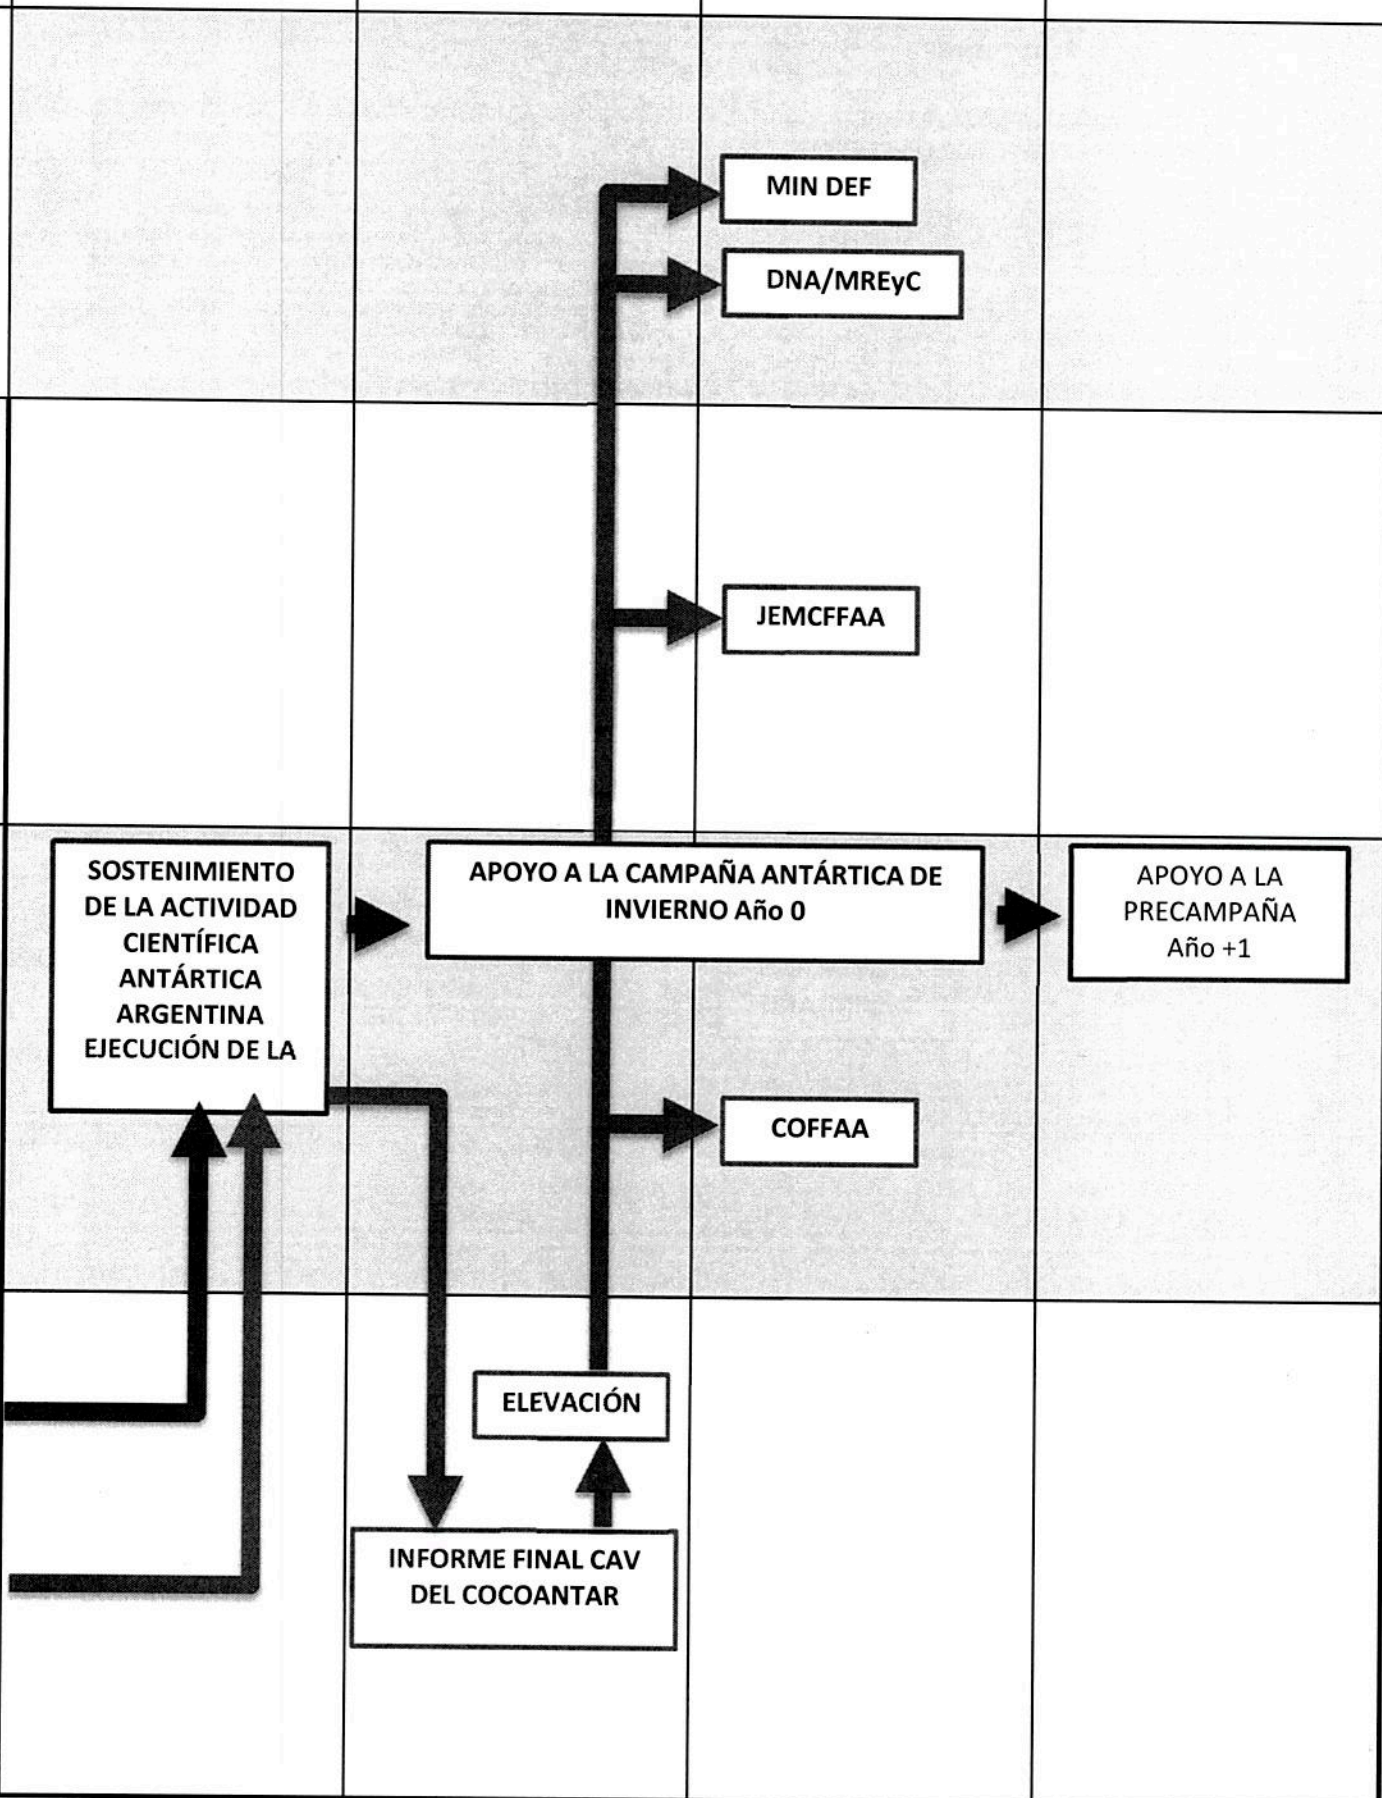 MIN DEF
DNA/MREyC
JEMCFFAA
SOSTENIMIENTO
DE LA ACTIVIDAD
CIENTÍFICA
ANTÁRTICA
ARGENTINA
EJECUCIÓN DE LA
APOYO A LA CAMPAÑA ANTÁRTICA DE
INVIERNO Año 0
APOYO A LA
PRECAMPAÑA
Año +1
COFFAA
ELEVACIÓN
INFORME FINAL CAV
DEL COCOANTAR